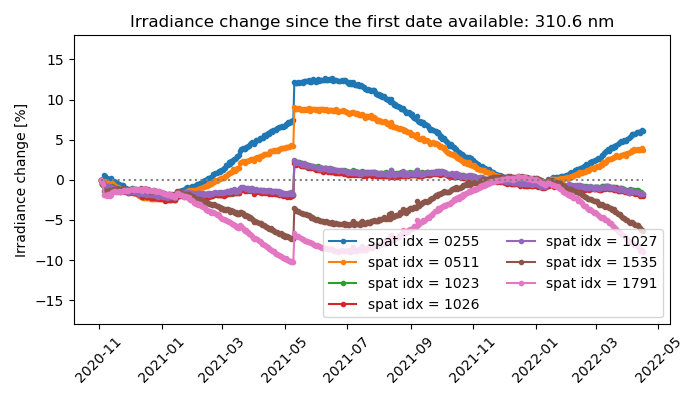 Irradiance change since the first date available: 310.6 nm
Irradiance change [%]
15
10
5
0
−5
−10
−15
spat idx = 0255
spat idx = 0511
spat idx = 1023
spat idx = 1026
spat idx = 1027
spat idx = 1535
spat idx = 1791
2020-11
2021-01
2021-03
2021-05
2021-07
2021-09
2021-11
2022-01
2022-03
2022-05